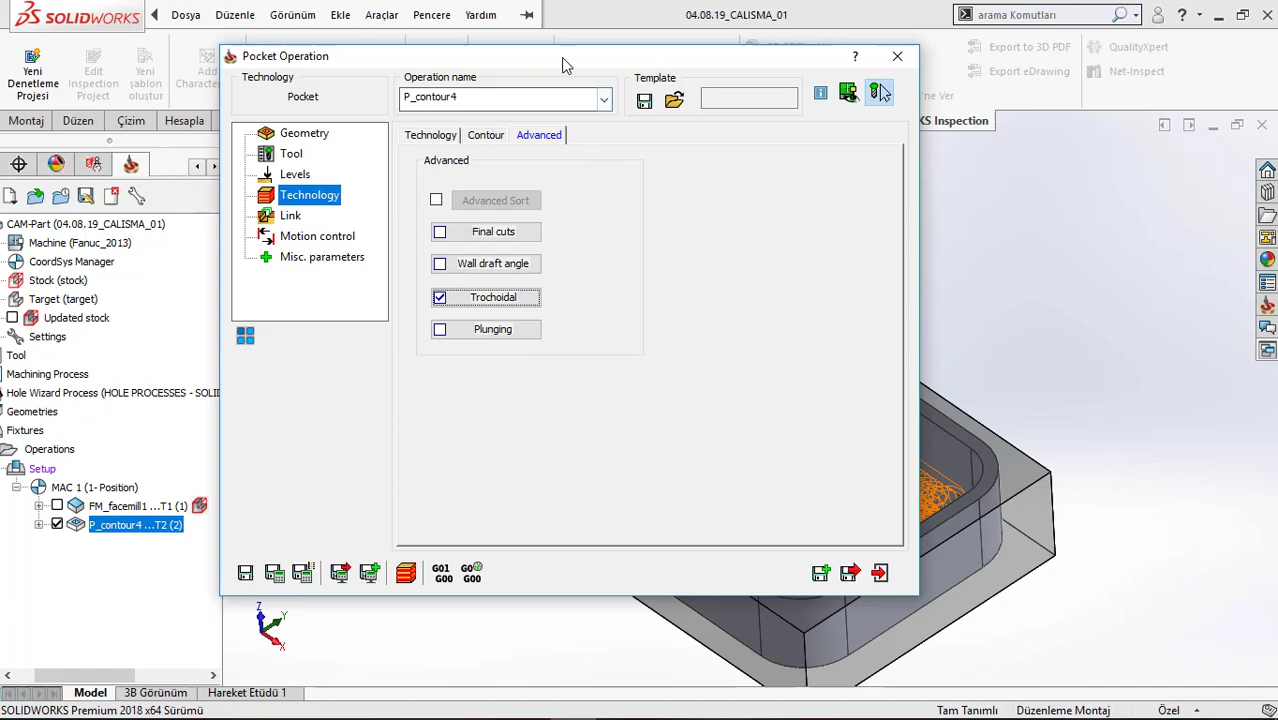 SOLIDWORKS
Dosya
Düzenle
Görünüm
Ekle
Araçlar
Pencere
Yardım
04.08.19_CALISMA_01
arama Komutları
?
Yeni
Denetleme
Projesi
Edit
Inspection
Project
Yeni
şablon
oluştur
Add
Export to 3D PDF
Export eDrawing
QualityXpert
Net-Inspect
Montaj
Düzen
Çizim
Hesapla
KS Inspection
Pocket Operation
?
Technology
Pocket
Operation name
P_contour4
Template
Geometry
Tool
Levels
Technology
Link
Motion control
Misc. parameters
Technology
Contour
Advanced
Advanced
Advanced Sort
Final cuts
Wall draft angle
Trochoidal
Plunging
G01
G00
CAM-Part (04.08.19_CALISMA_01)
Machine (Fanuc_2013)
CoordSys Manager
Stock (stock)
Target (target)
Updated stock
Settings
Tool
Machining Process
Hole Wizard Process (HOLE PROCESSES - SOLID
Geometries
Fixtures
Operations
Setup
MAC 1 (1- Position)
FM_facemill1 ...T1 (1)
P_contour4 ...T2 (2)
Z
Y
X
Model
3B Görünüm
Hareket Etüdü 1
SOLIDWORKS Premium 2018 x64 Sürümü
Tam Tanımlı
Düzenleme Montaj
Özel